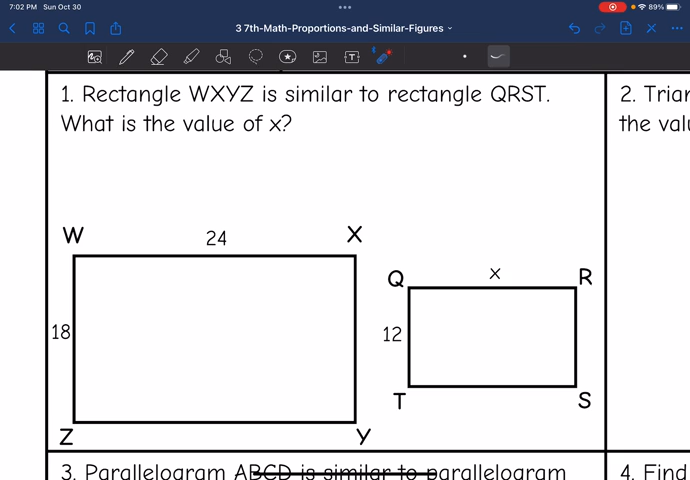 7:02 PM Sun Oct 30
89%
3 7th-Math-Proportions-and-Similar-Figures
T
1. Rectangle WXYZ is similar to rectangle QRST.
What is the value of x?
2. Trian
the valu
W 24 X
Q x R
18
12
T S
Z Y
3. Parallelogram ABCD is similar to parallelogram
4. Find